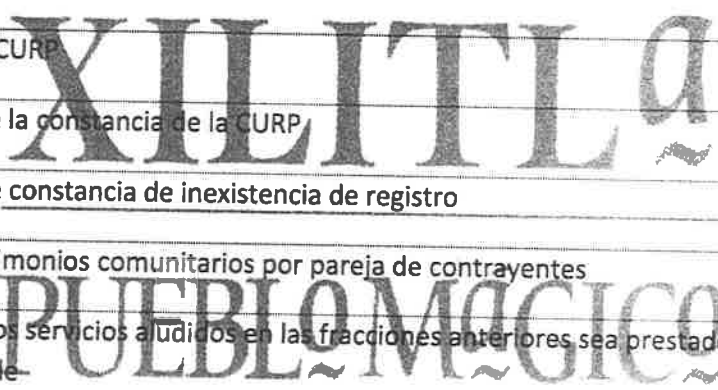 CURP
XILITLa
la constancia de la CURP
constancia de inexistencia de registro
monios comunitarios por pareja de contrayentes
PUEBLO MaGICO
os servicios aludidos en las fracciones anteriores sea prestad